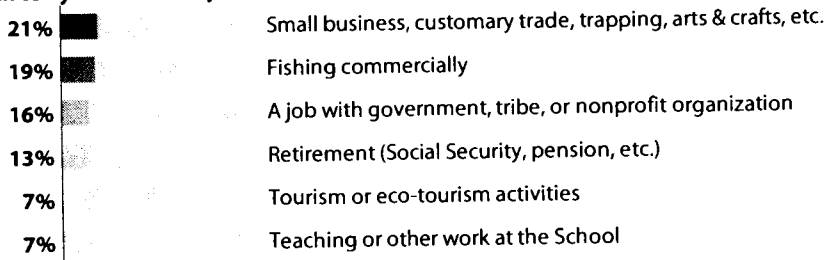 21% Small business, customary trade, trapping, arts & crafts, etc.
19% Fishing commercially
16% A job with government, tribe, or nonprofit organization
13% Retirement (Social Security, pension, etc.)
7% Tourism or eco-tourism activities
7% Teaching or other work at the School